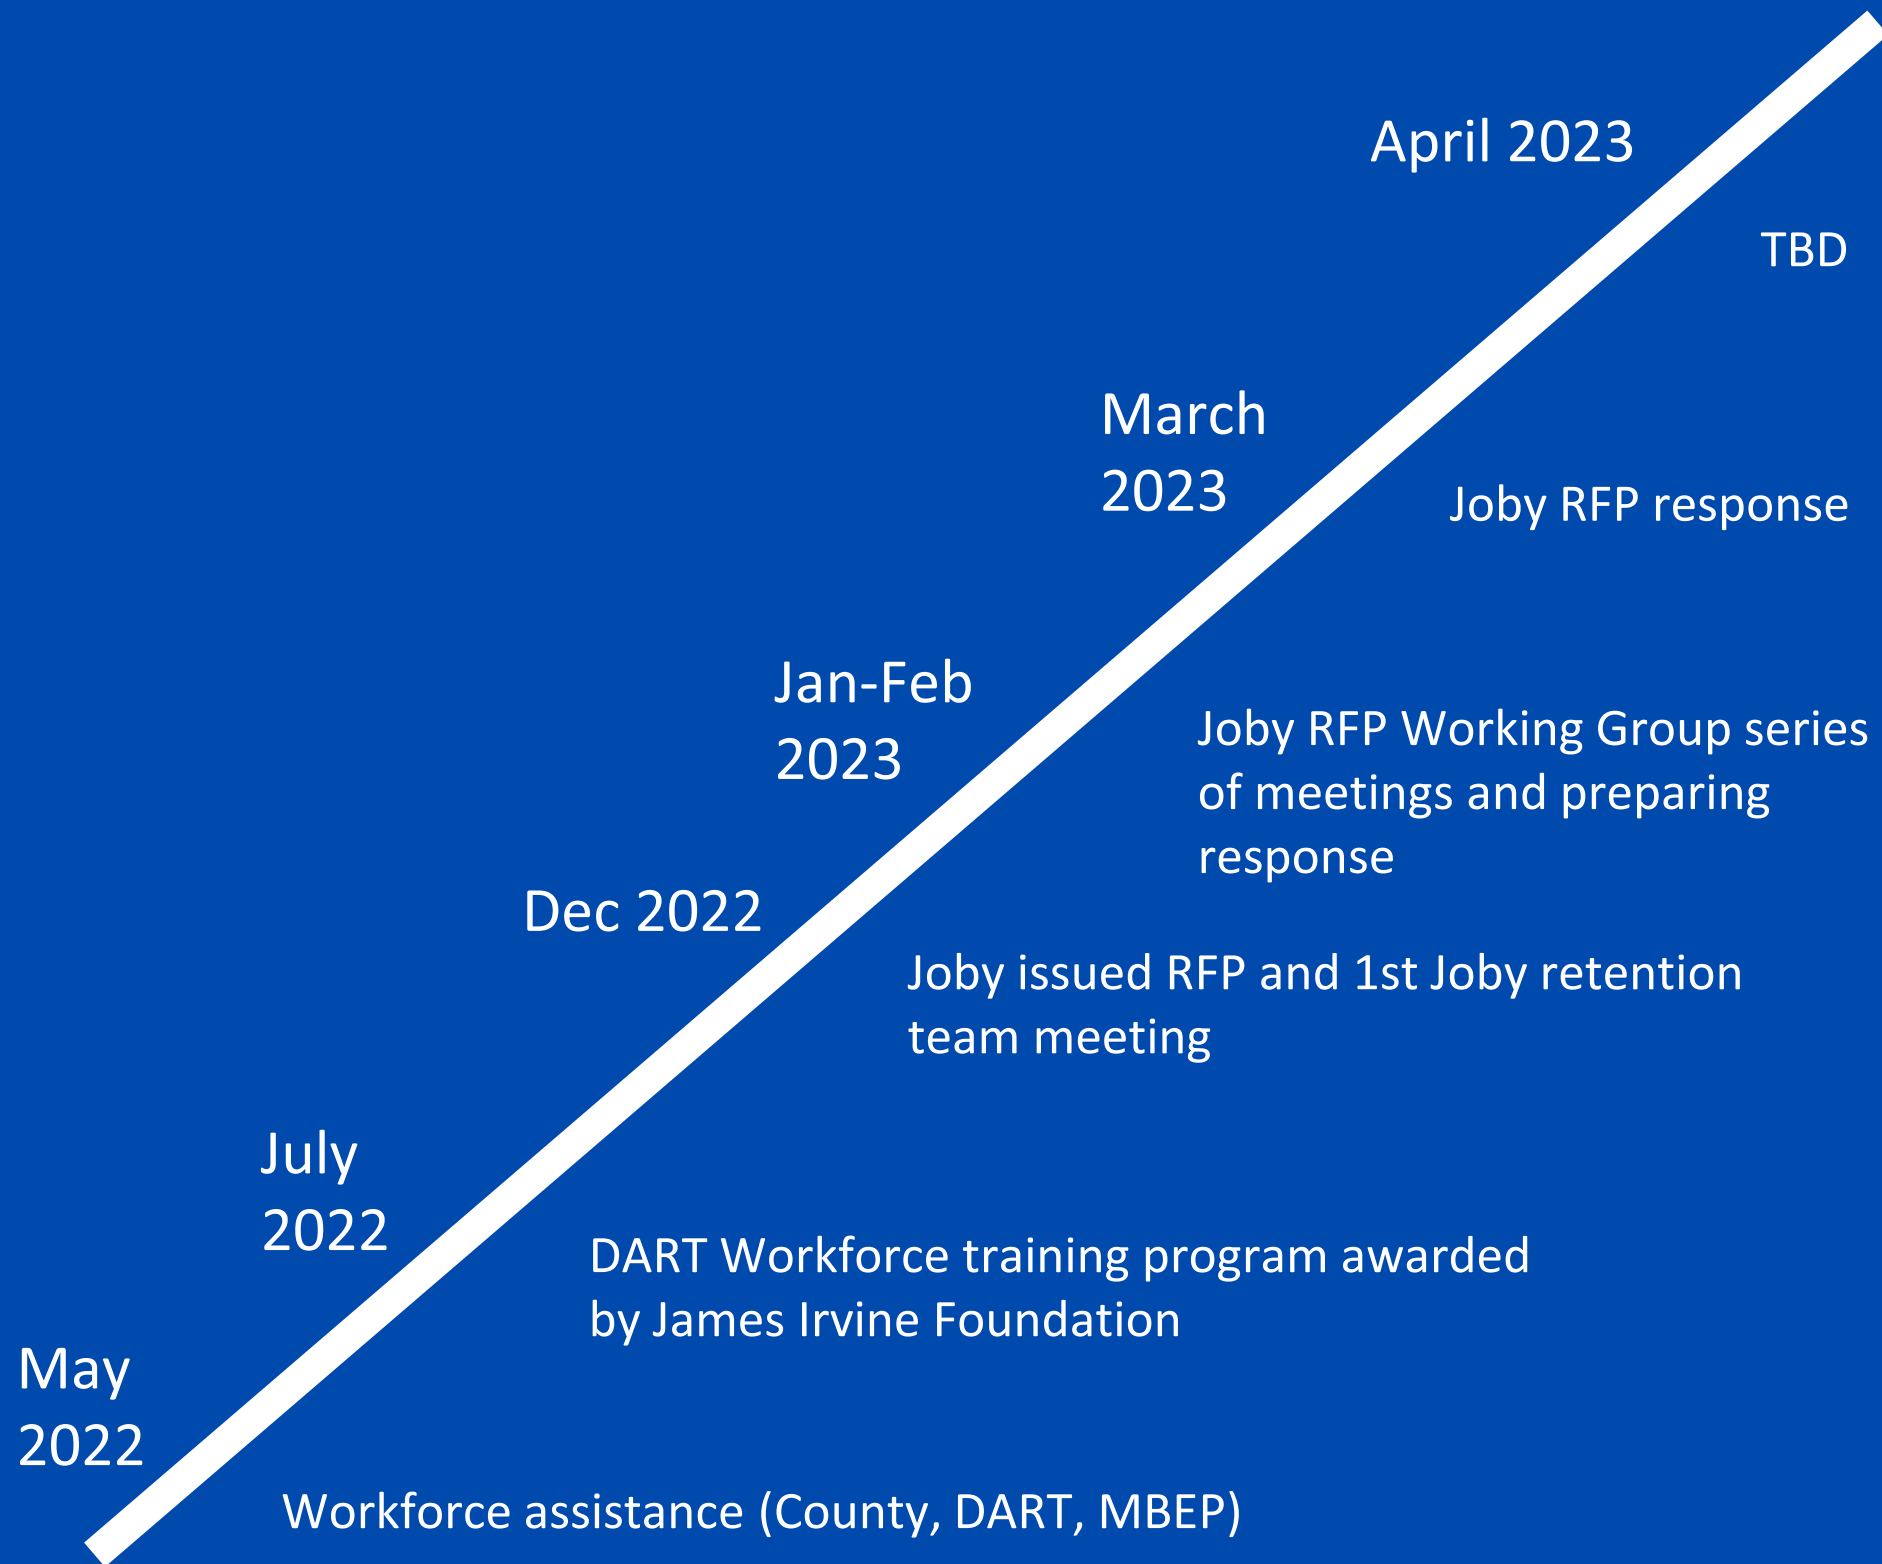 April 2023
TBD
March
2023
Joby RFP response
Jan-Feb
2023
Joby RFP Working Group series
of meetings and preparing
response
Dec 2022
Joby issued RFP and 1st Joby retention
team meeting
July
2022
DART Workforce training program awarded
by James Irvine Foundation
May
2022
Workforce assistance (County, DART, MBEP)